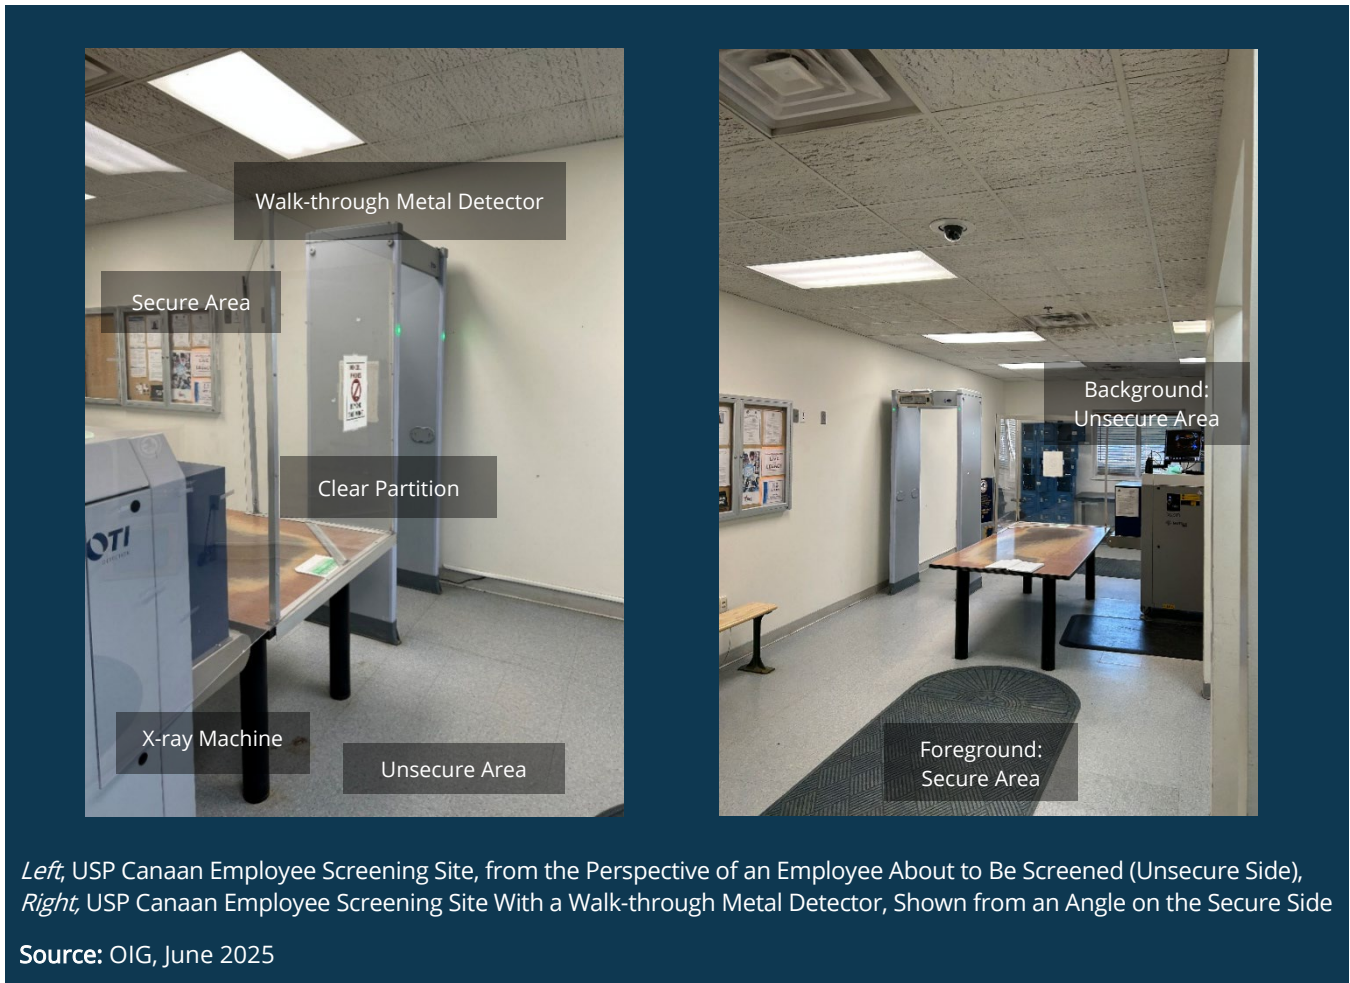 Walk-through Metal Detector
Secure Area
Clear Partition
OTI
X-ray Machine
Unsecure Area
Background:
Unsecure Area
Foreground:
Secure Area
Left, USP Canaan Employee Screening Site, from the Perspective of an Employee About to Be Screened (Unsecure Side),
Right, USP Canaan Employee Screening Site With a Walk-through Metal Detector, Shown from an Angle on the Secure Side
Source: OIG, June 2025